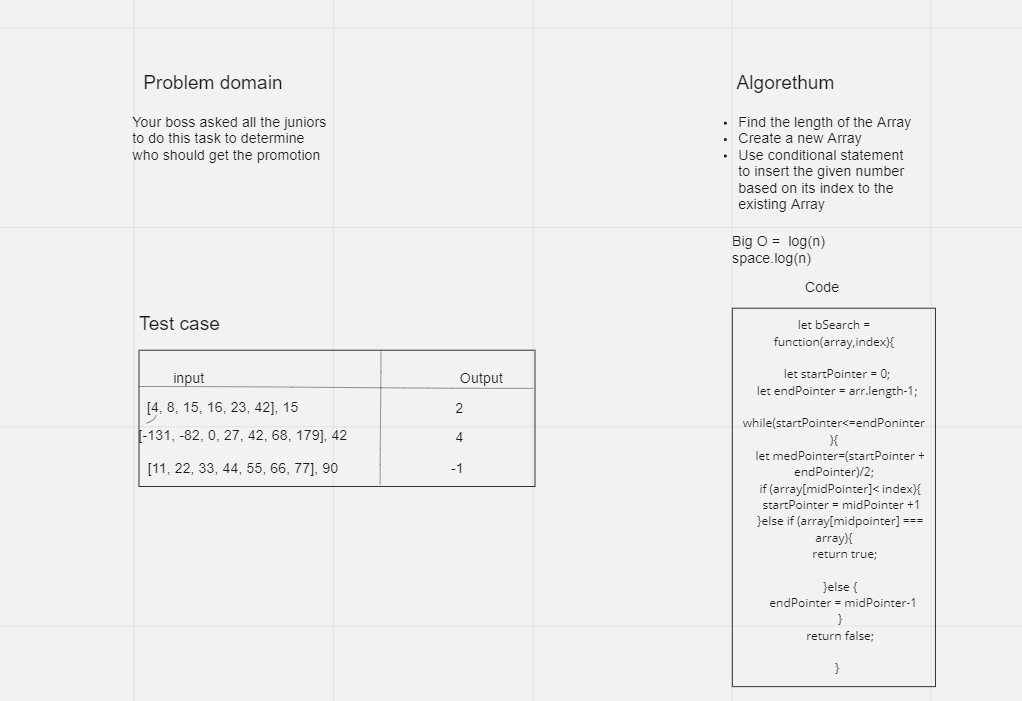 Problem domain
Your boss asked all the juniors
to do this task to determine
who should get the promotion
Test case
input Output
[4, 8, 15, 16, 23, 42], 15 2
[-131, -82, 0, 27, 42, 68, 179], 42 4
[11, 22, 33, 44, 55, 66, 77], 90 -1
Algorethum
• Find the length of the Array
• Create a new Array
• Use conditional statement
to insert the given number
based on its index to the
existing Array
Big O = log(n)
space.log(n)
Code
let bSearch =
function(array,index){
let startPointer = 0;
let endPointer = arr.length-1;
while(startPointer<=endPoninter
){
let medPointer=(startPointer +
endPointer)/2;
if (array[midPointer]< index){
startPointer = midPointer +1
}else if (array[midpointer] ===
array){
return true;
}else {
endPointer = midPointer-1
}
return false;
}